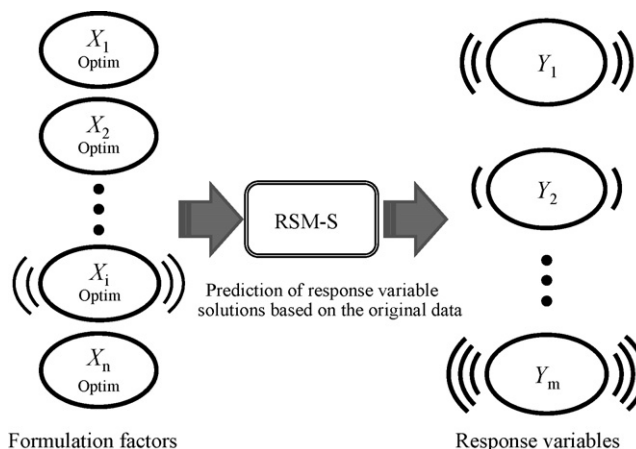 X1
Optim
X2
Optim
Xi
Optim
Xn
Optim
Formulation factors
RSM-S
Prediction of response variable
solutions based on the original data
Y1
Y2
Ym
Response variables